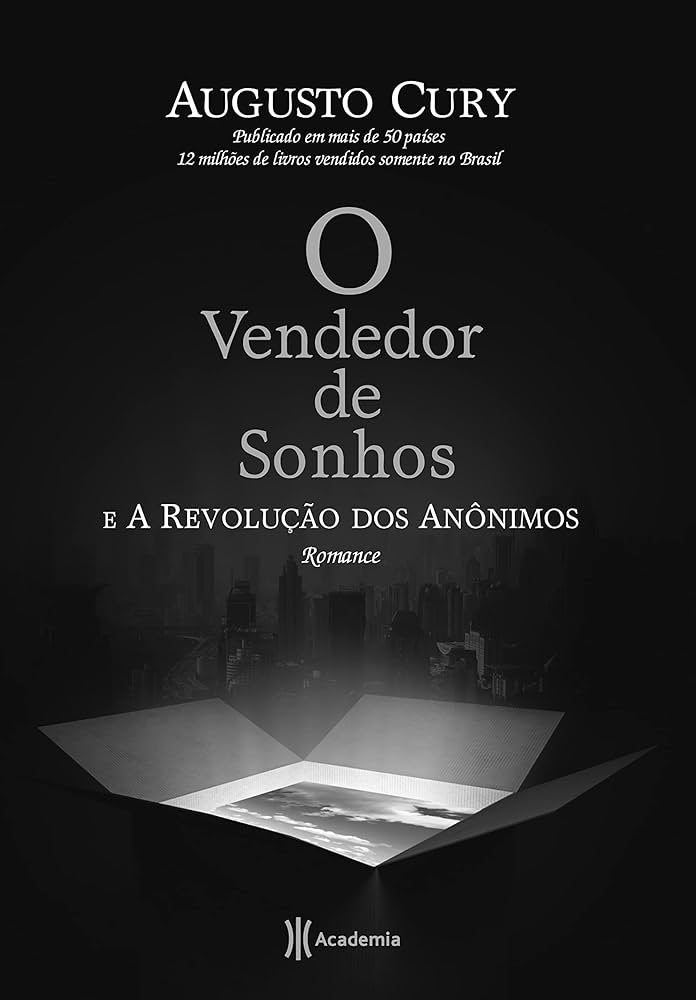 AUGUSTO CURY
Publicado em mais de 50 países
12 milhões de livros vendidos somente no Brasil
O
Vendedor
de
Sonhos
E A REVOLUÇÃO DOS ANÔNIMOS
Romance
Academia